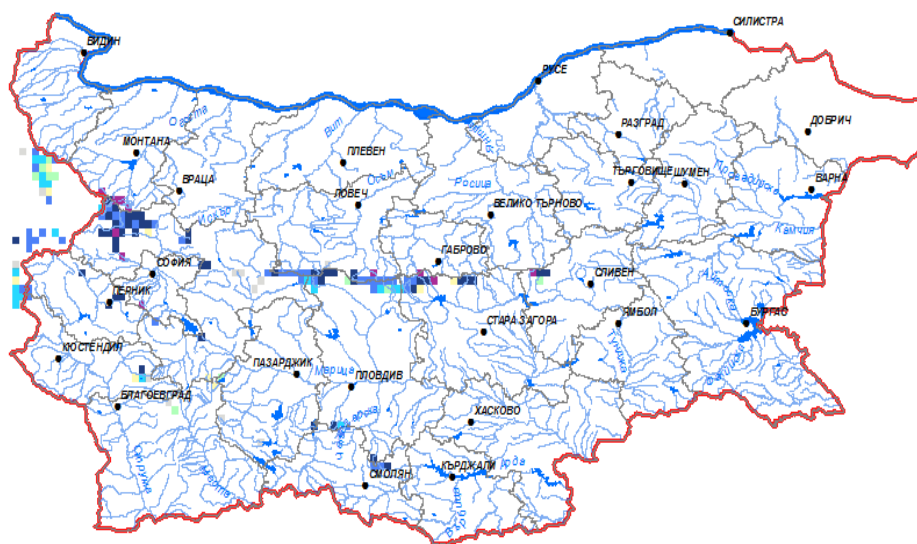 СИЛИСТРА
ВИДИН
РУСЕ
ДОБРИЧ
РАЗГРАД
МОНТАНА
ПЛЕВЕН
ВРАЦА
ТЪРГОВИЩЕ
ШУМЕН
ВАРНА
ЛОВЕЧ
ВЕЛИКО ТЪРНОВО
Огоста
Вит
Осъм
Росица
Искър
Камчия
ГАБРОВО
СОФИЯ
СЛИВЕН
ПЕРНИК
СТАРА ЗАГОРА
ЯМБОЛ
БУРГАС
КЮСТЕНДИЛ
ПАЗАРДЖИК
Марица
ПЛОВДИВ
Тунджа
БЛАГОЕВГРАД
ХАСКОВО
Струма
Места
СМОЛЯН
КЪРДЖАЛИ
Арда